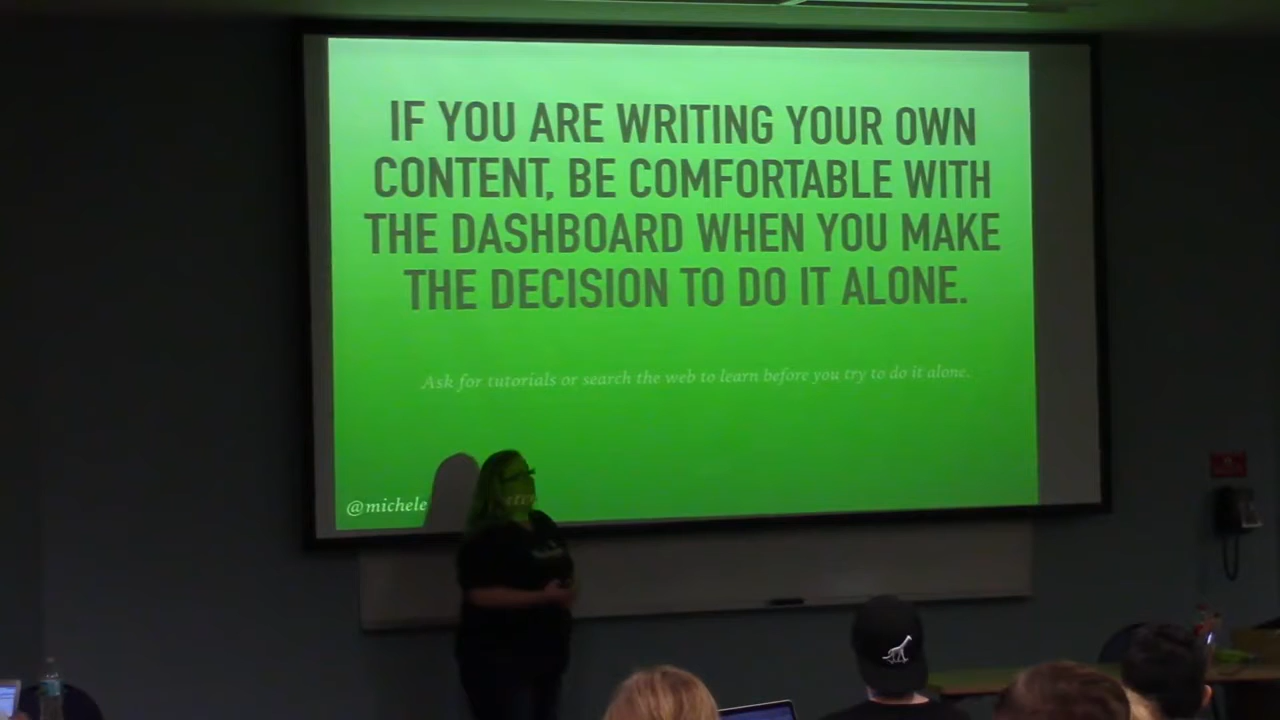 IF YOU ARE WRITING YOUR OWN
CONTENT, BE COMFORTABLE WITH
THE DASHBOARD WHEN YOU MAKE
THE DECISION TO DO IT ALONE.
Ask for tutorials or search the web to learn before you try to do it alone.
@michele